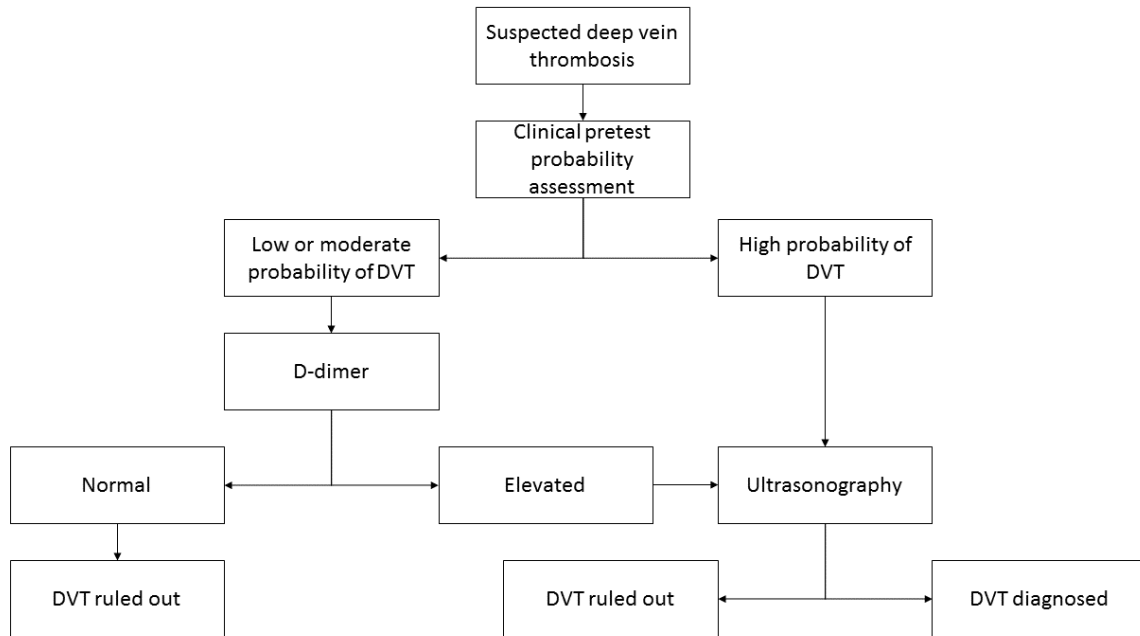 Suspected deep vein
thrombosis
Clinical pretest
probability
assessment
Low or moderate
probability of DVT
High probability of
DVT
D-dimer
Normal
Elevated
Ultrasonography
DVT ruled out
DVT ruled out
DVT diagnosed